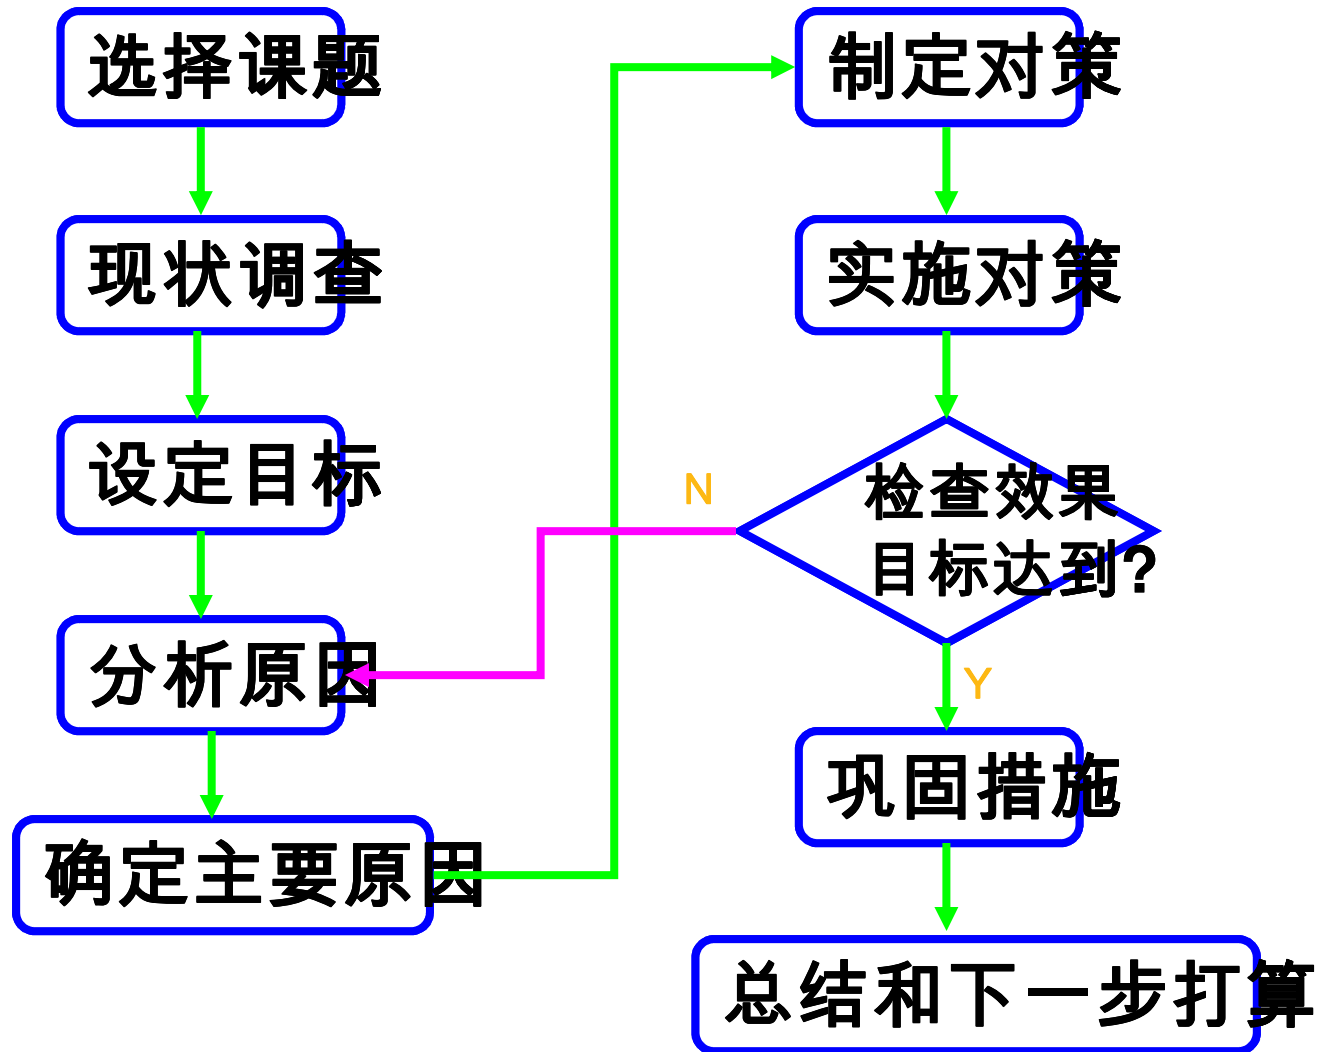 选择课题
现状调查
设定目标
分析原因
确定主要原因
制定对策
实施对策
检查效果
目标达到?
N
Y
巩固措施
总结和下一步打算